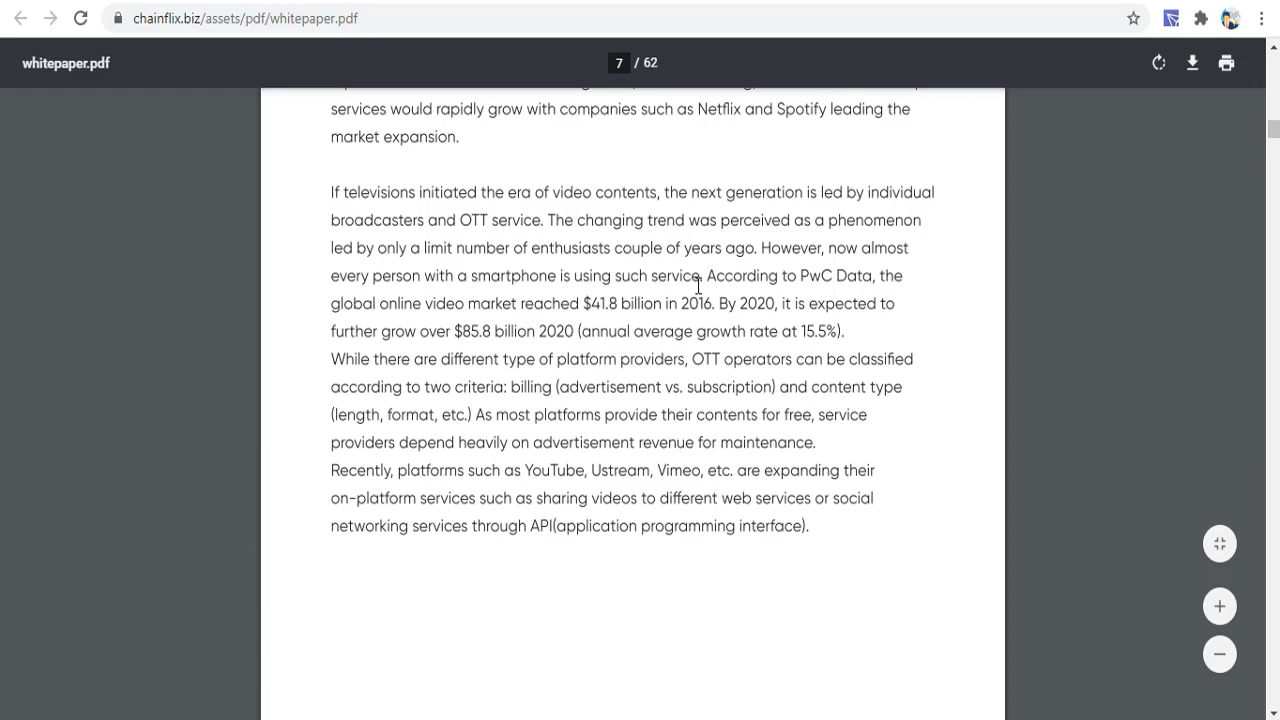 chainflix.biz/assets/pdf/whitepaper.pdf
whitepaper.pdf
7 / 62
services would rapidly grow with companies such as Netflix and Spotify leading the
market expansion.
If televisions initiated the era of video contents, the next generation is led by individual
broadcasters and OTT service. The changing trend was perceived as a phenomenon
led by only a limit number of enthusiasts couple of years ago. However, now almost
every person with a smartphone is using such service. According to PwC Data, the
global online video market reached $41.8 billion in 2016. By 2020, it is expected to
further grow over $85.8 billion 2020 (annual average growth rate at 15.5%).
While there are different type of platform providers, OTT operators can be classified
according to two criteria: billing (advertisement vs. subscription) and content type
(length, format, etc.) As most platforms provide their contents for free, service
providers depend heavily on advertisement revenue for maintenance.
Recently, platforms such as YouTube, Ustream, Vimeo, etc. are expanding their
on-platform services such as sharing videos to different web services or social
networking services through API(application programming interface).